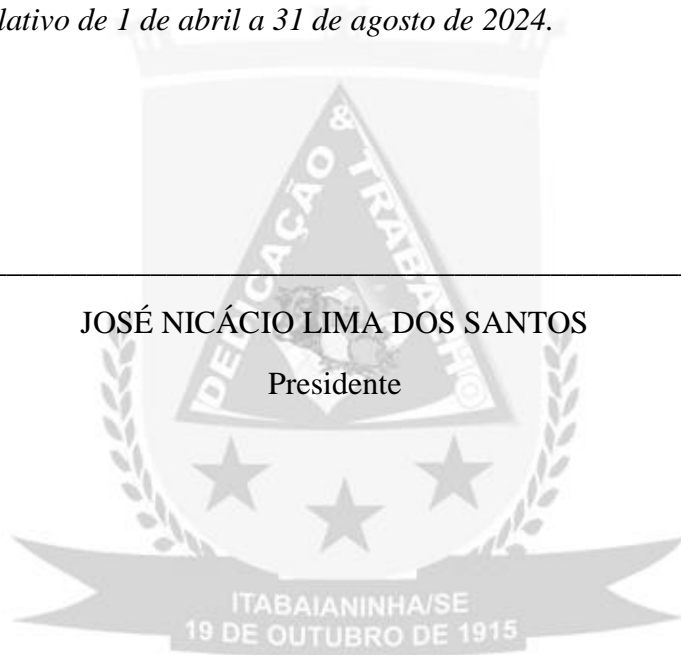 lativo de 1 de abril a 31 de agosto de 2024.
DEDICAÇÃO & TRABALHO
JOSÉ NICÁCIO LIMA DOS SANTOS
Presidente
ITABAIANINHA/SE
19 DE OUTUBRO DE 1915